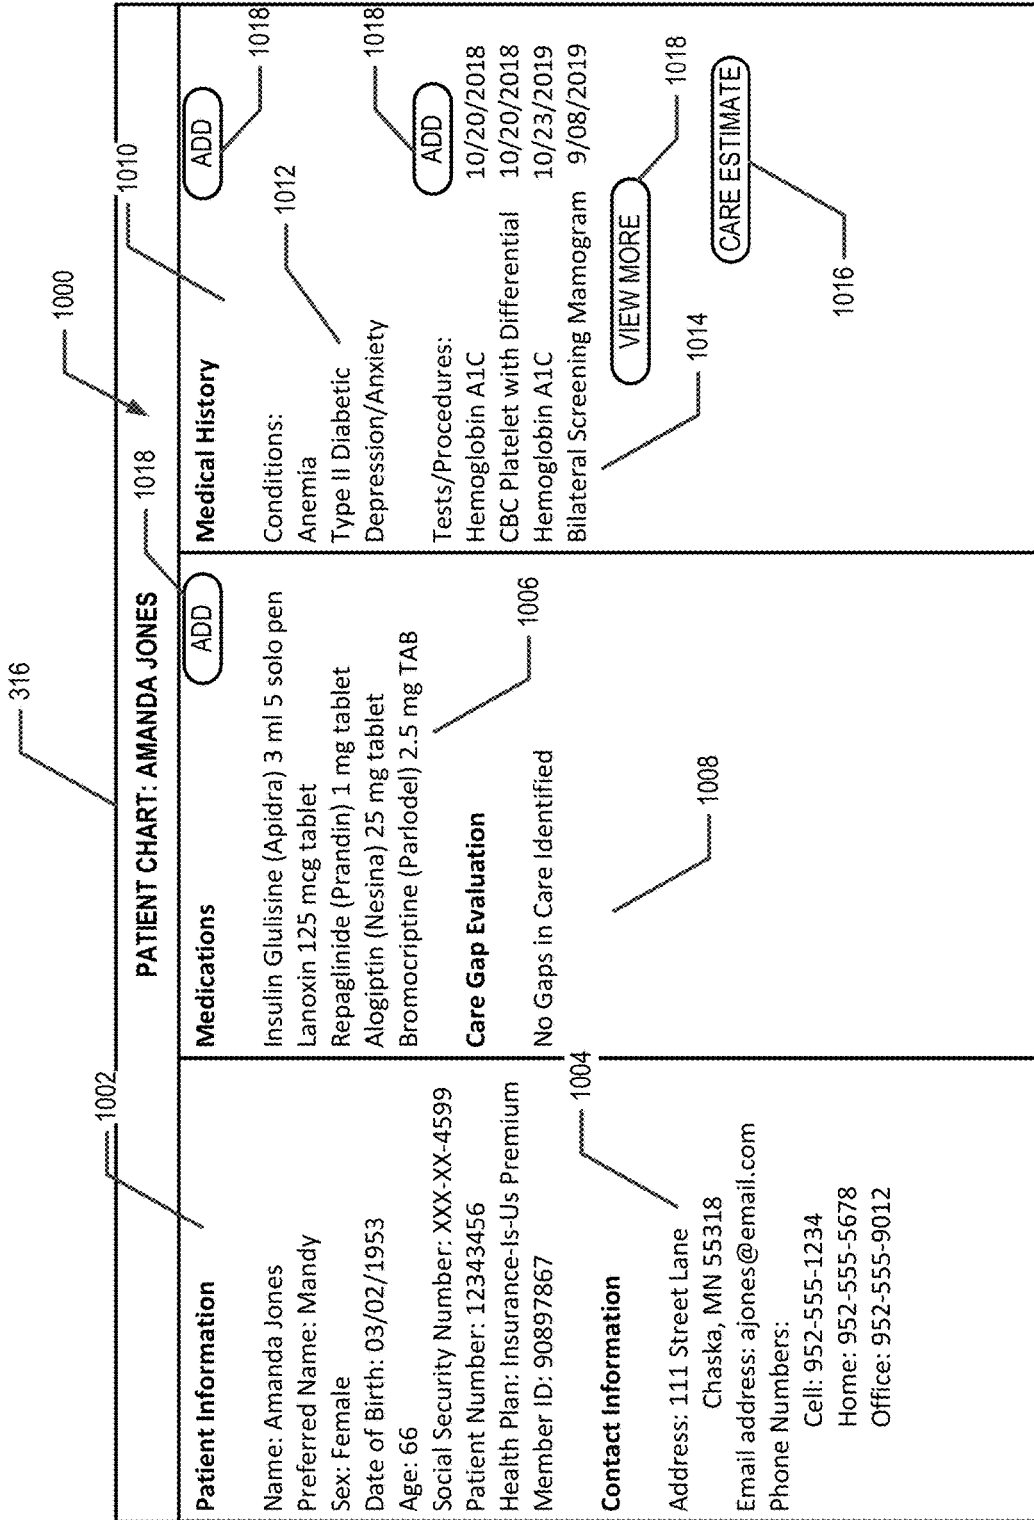 316
1000
PATIENT CHART: AMANDA JONES
1002
1018
1010
Patient Information
Name: Amanda Jones
Preferred Name: Mandy
Sex: Female
Date of Birth: 03/02/1953
Age: 66
Social Security Number: XXX-XX-4599
Patient Number: 12343456
Health Plan: Insurance-Is-Us Premium
Member ID: 90897867
1004
Contact Information
Address: 111 Street Lane
Chaska, MN 55318
Email address: ajones@email.com
Phone Numbers:
Cell: 952-555-1234
Home: 952-555-5678
Office: 952-555-9012
Medications
ADD
Insulin Glulisine (Apidra) 3 ml 5 solo pen
Lanoxin 125 mcg tablet
Repaglinide (Prandin) 1 mg tablet
Alogiptin (Nesina) 25 mg tablet
Bromocriptine (Parlodel) 2.5 mg TAB
1006
Care Gap Evaluation
No Gaps in Care Identified
1008
Medical History
ADD
1018
Conditions:
1012
Anemia
Type II Diabetic
Depression/Anxiety
1018
Tests/Procedures:
ADD
Hemoglobin A1C 10/20/2018
CBC Platelet with Differential 10/20/2018
Hemoglobin A1C 10/23/2019
Bilateral Screening Mamogram 9/08/2019
VIEW MORE
1018
1014
CARE ESTIMATE
1016